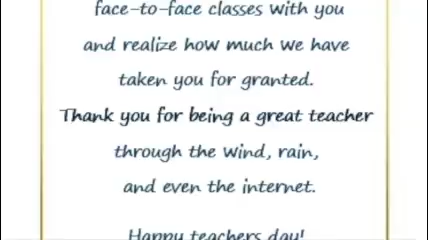 face-to-face classes with you
and realize how much we have
taken you for granted.
Thank you for being a great teacher
through the wind, rain,
and even the internet.
Happy teachers day!